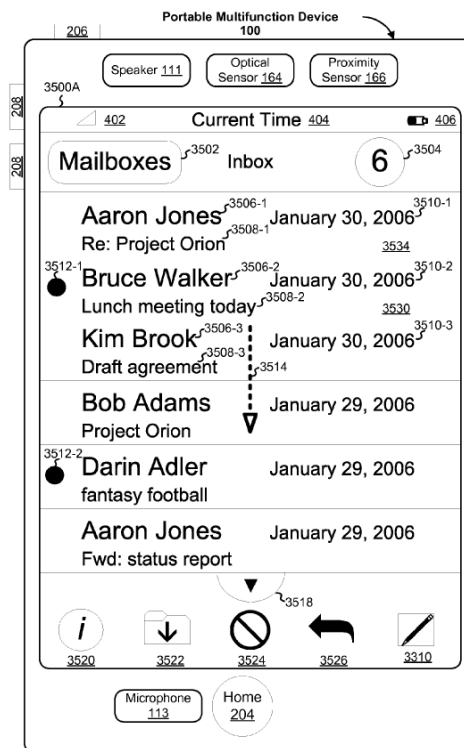 Portable Multifunction Device
100
206
Speaker 111
Optical
Sensor 164
Proximity
Sensor 166
208
208
3500A
402
Current Time 404
406
Mailboxes
3502
Inbox
6
3504
Aaron Jones
3506-1
January 30, 2006
3510-1
Re: Project Orion
3508-1
3534
3512-1
Bruce Walker
3506-2
January 30, 2006
3510-2
Lunch meeting today
3508-2
3530
Kim Brook
3506-3
January 30, 2006
3510-3
Draft agreement
3508-3
3514
Bob Adams
January 29, 2006
Project Orion
3512-2
Darin Adler
January 29, 2006
fantasy football
Aaron Jones
January 29, 2006
Fwd: status report
3518
i
3520
3522
3524
3526
3310
Microphone
113
Home
204